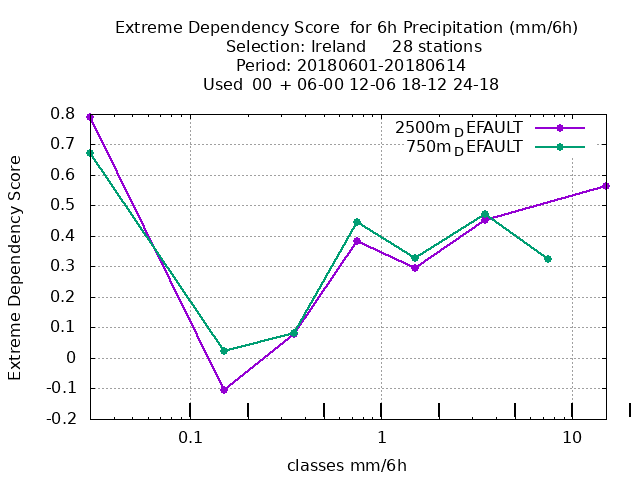 Extreme Dependency Score  for 6h Precipitation (mm/6h)
Selection: Ireland     28 stations
Period: 20180601-20180614
Used  00  + 06-00 12-06 18-12 24-18
2500m_DEFAULT
750m_DEFAULT
0.8
0.7
0.6
0.5
0.4
0.3
0.2
0.1
0
-0.1
-0.2
Extreme Dependency Score
0.1 1 10
classes mm/6h